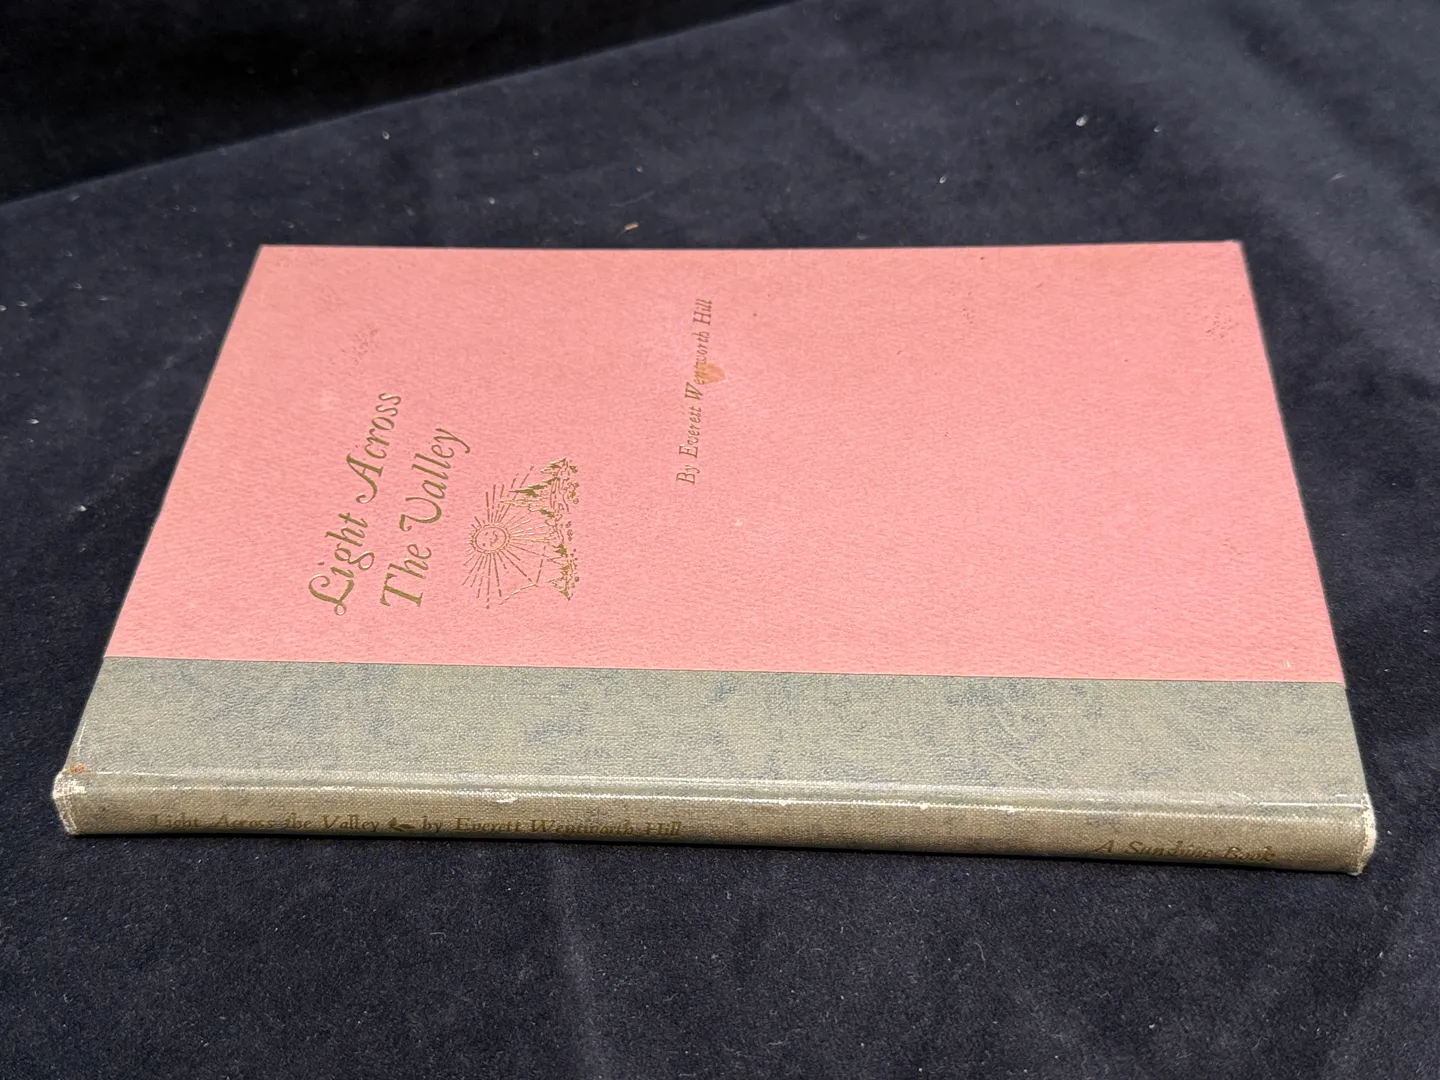 Light Across
The Valley
By Everett Wentworth Hill
Light Across the Valley by Everett Wentworth Hill
A Sunshine Book